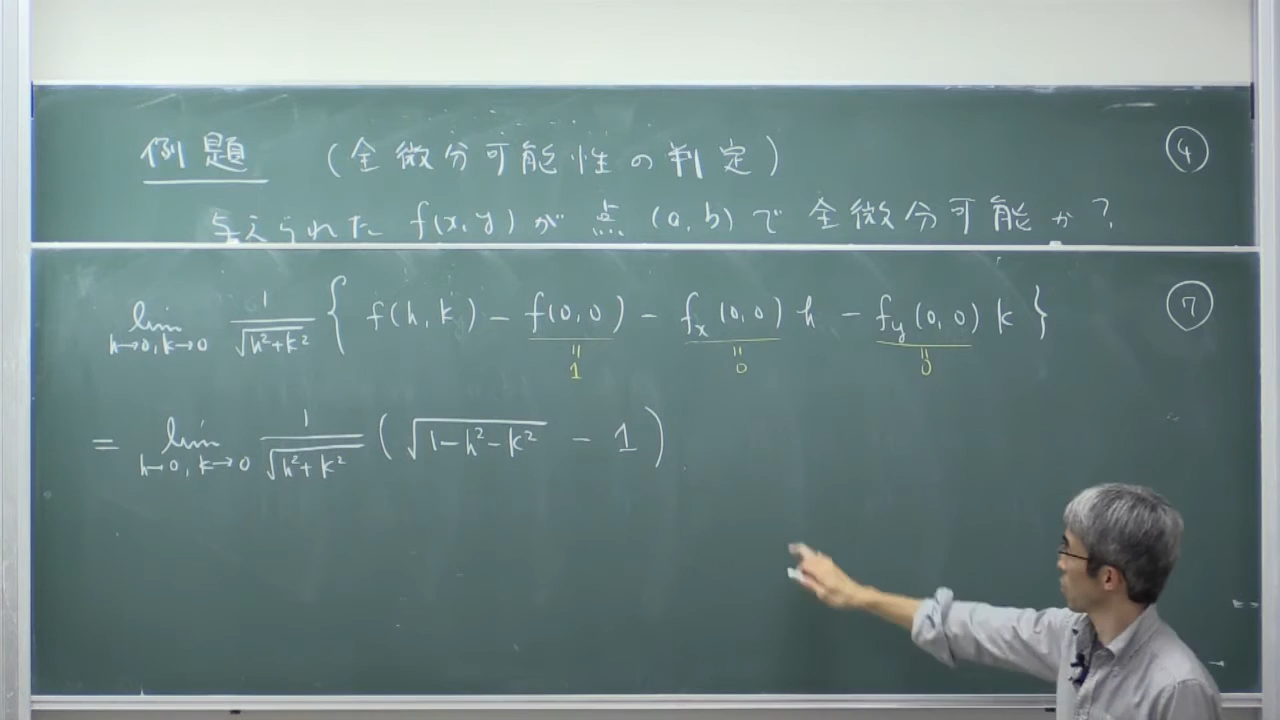 例題 (全微分可能性の判定) ④
与えられた f(x,y)が 点 (a,b)で 全微分可能か?
lim h→0,k→0 1/√(h²+k²) { f(h,k) − f(0,0) − fx(0,0)h − fy(0,0)k } ⑦
= 1 = 0 = 0
= lim h→0,k→0 1/√(h²+k²) ( √(1−h²−k²) − 1 )